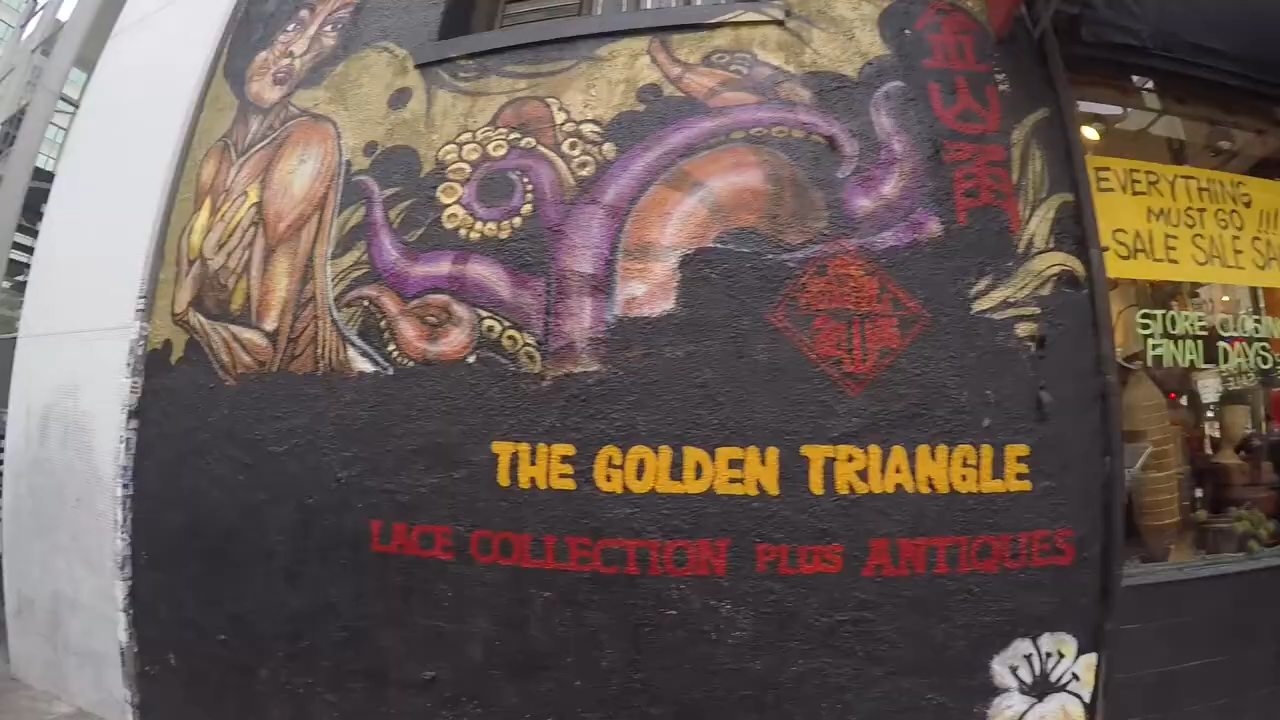 THE GOLDEN TRIANGLE
LACE COLLECTION PLUS ANTIQUES
EVERYTHING
MUST GO !!!
SALE SALE SA
STORE CLOSIN
FINAL DAYS